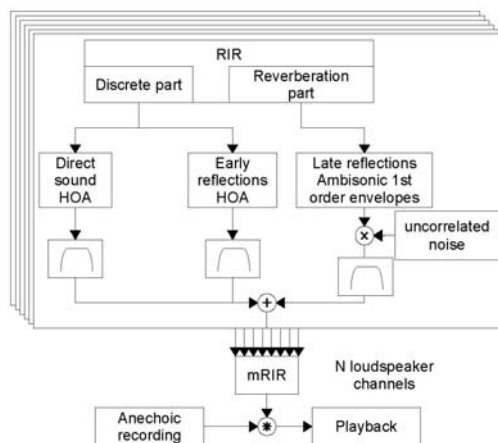 RIR
Discrete part
Reverberation
part
Direct
sound
HOA
Early
reflections
HOA
Late reflections
Ambisonic 1st
order envelopes
x
uncorrelated
noise
+
mRIR
N loudspeaker
channels
Anechoic
recording
*
Playback